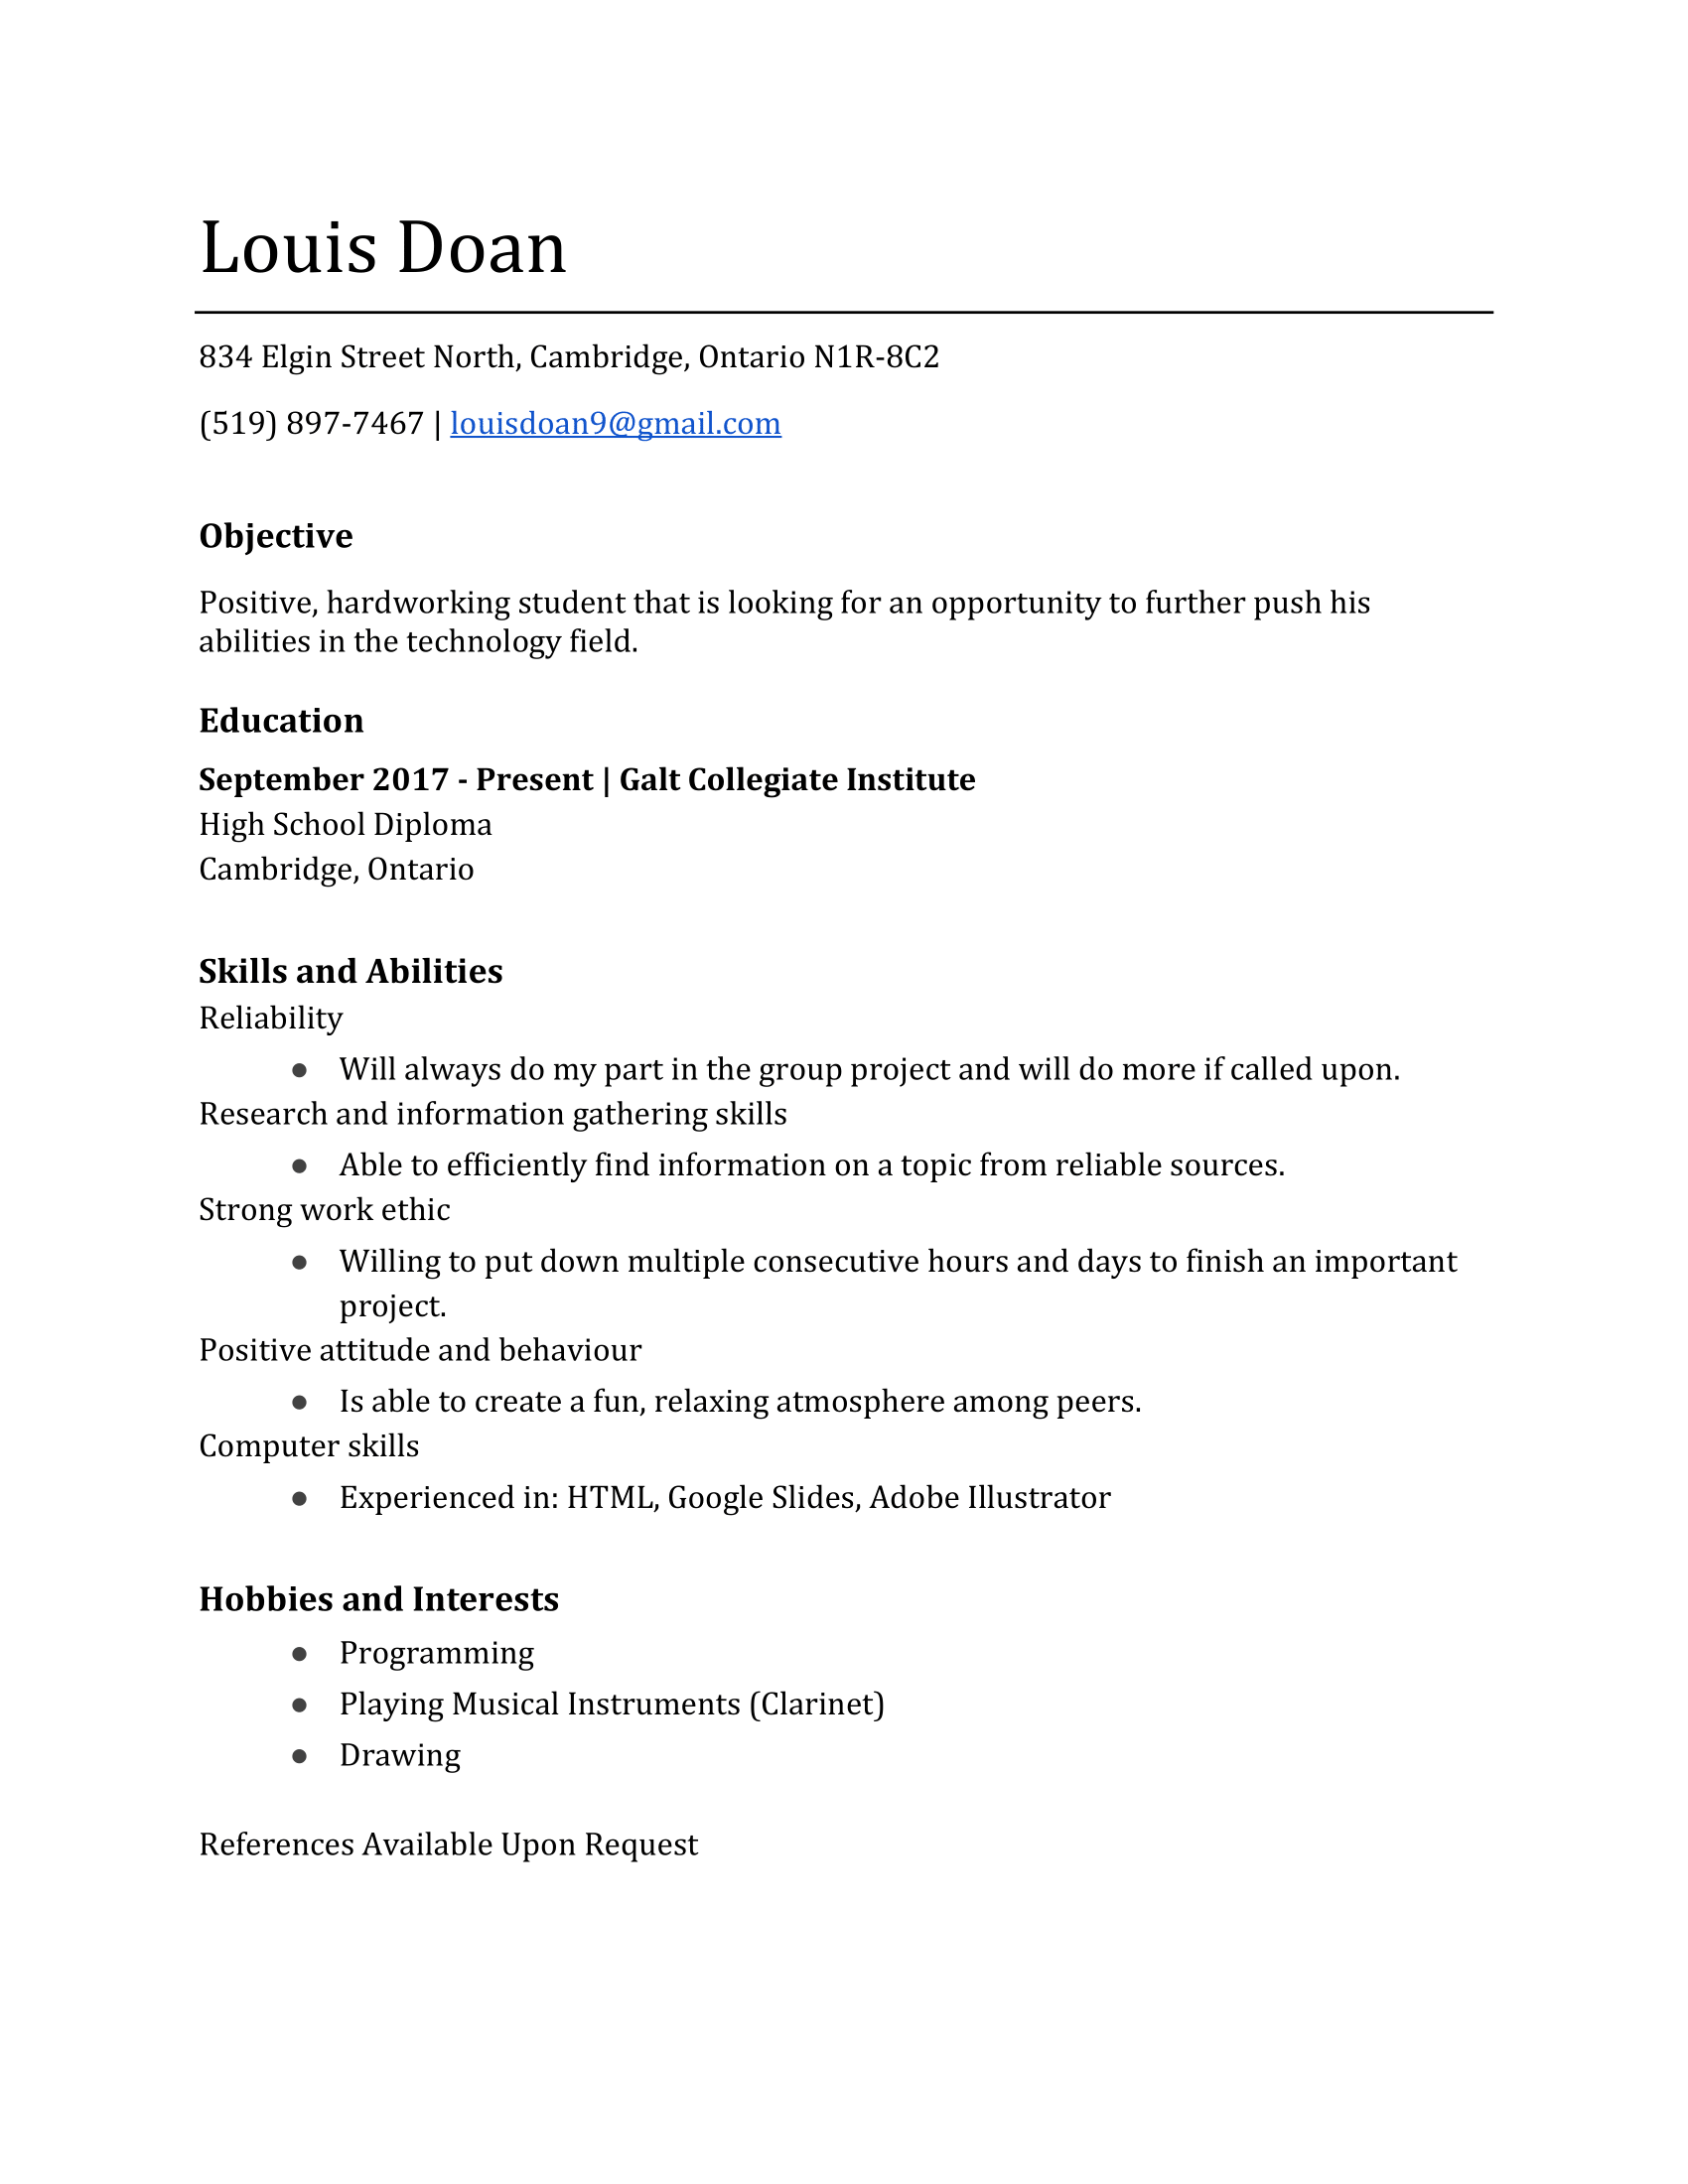 Louis Doan
834 Elgin Street North, Cambridge, Ontario N1R-8C2
(519) 897-7467 | louisdoan9@gmail.com
Objective
Positive, hardworking student that is looking for an opportunity to further push his
abilities in the technology field.
Education
September 2017 - Present | Galt Collegiate Institute
High School Diploma
Cambridge, Ontario
Skills and Abilities
Reliability
● Will always do my part in the group project and will do more if called upon.
Research and information gathering skills
● Able to efficiently find information on a topic from reliable sources.
Strong work ethic
● Willing to put down multiple consecutive hours and days to finish an important
project.
Positive attitude and behaviour
● Is able to create a fun, relaxing atmosphere among peers.
Computer skills
● Experienced in: HTML, Google Slides, Adobe Illustrator
Hobbies and Interests
● Programming
● Playing Musical Instruments (Clarinet)
● Drawing
References Available Upon Request